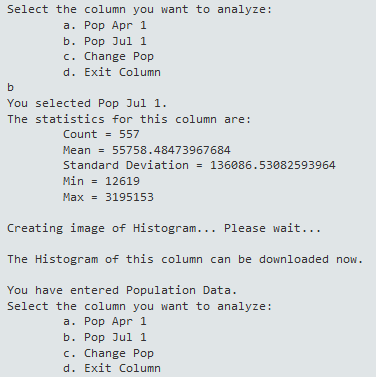 Select the column you want to analyze:
a. Pop Apr 1
b. Pop Jul 1
c. Change Pop
d. Exit Column
b
You selected Pop Jul 1.
The statistics for this column are:
Count = 557
Mean = 55758.48473967684
Standard Deviation = 136086.53082593964
Min = 12619
Max = 3195153
Creating image of Histogram... Please wait...
The Histogram of this column can be downloaded now.
You have entered Population Data.
Select the column you want to analyze:
a. Pop Apr 1
b. Pop Jul 1
c. Change Pop
d. Exit Column